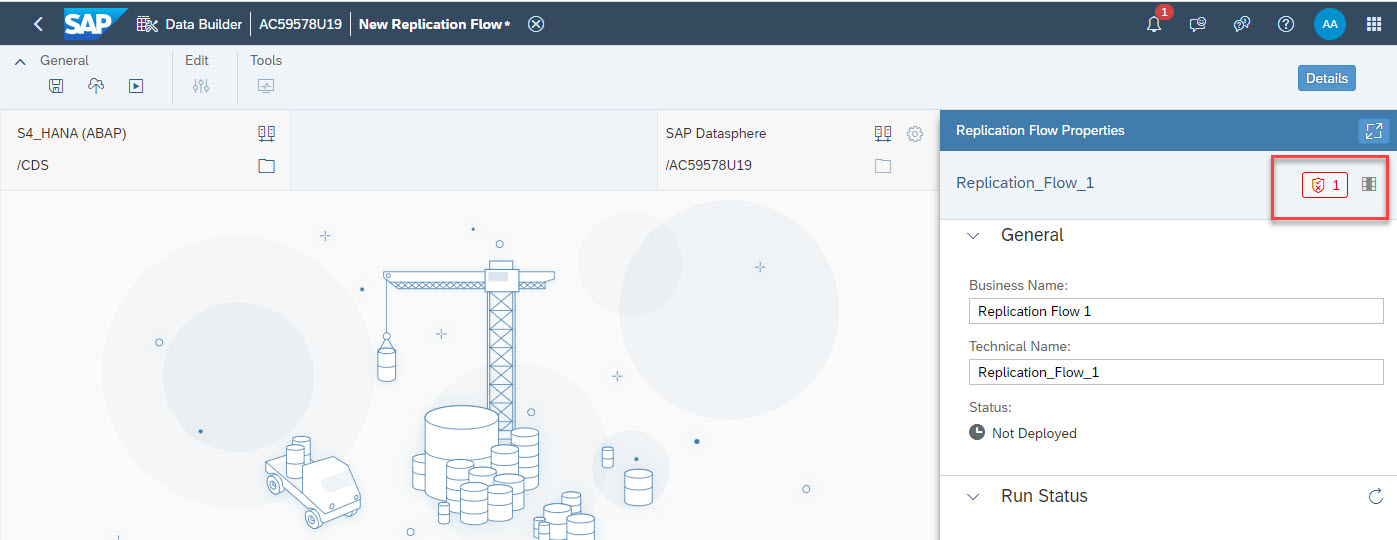 SAP Data Builder AC59578U19 New Replication Flow* 1 AA
General Edit Tools
Details
S4_HANA (ABAP) SAP Datasphere Replication Flow Properties
/CDS /AC59578U19
Replication_Flow_1 1
General
Business Name:
Replication Flow 1
Technical Name:
Replication_Flow_1
Status:
Not Deployed
Run Status